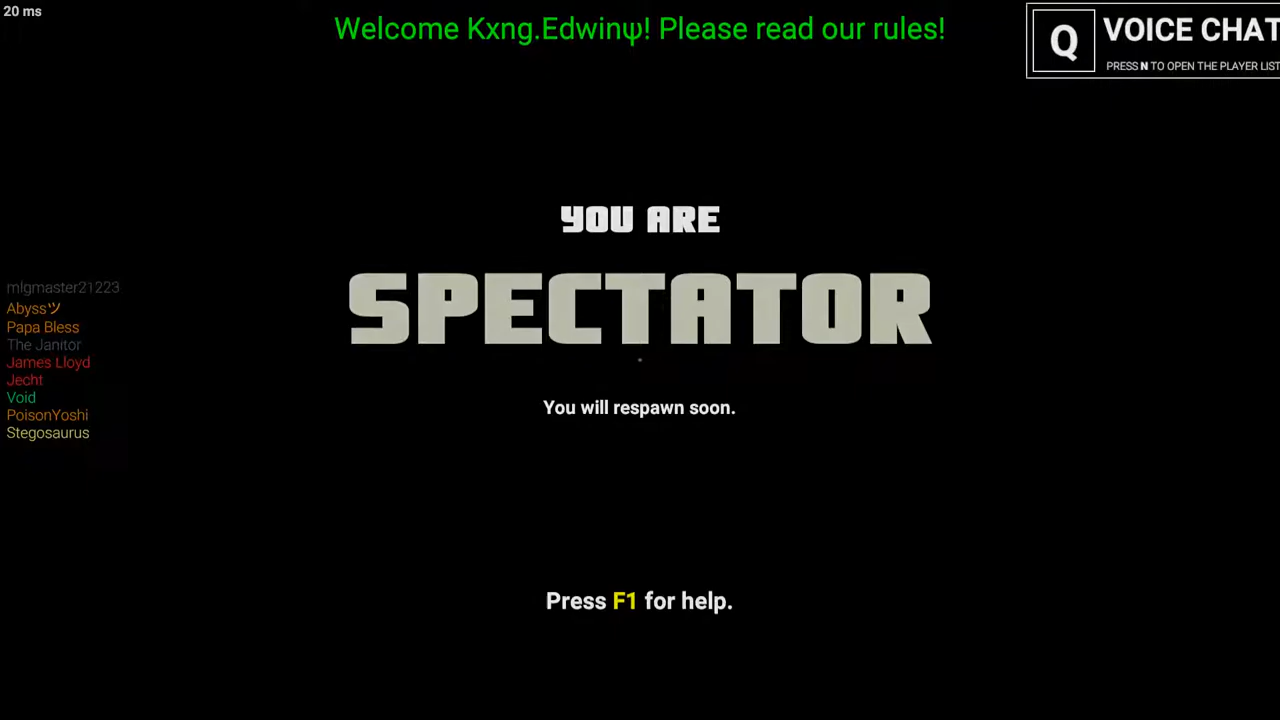 20 ms
Welcome Kxng.Edwinψ! Please read our rules!
Q
VOICE CHAT
PRESS N TO OPEN THE PLAYER LIST
YOU ARE
SPECTATOR
You will respawn soon.
mlgmaster21223
Abyssツ
Papa Bless
The Janitor
James Lloyd
Jecht
Void
PoisonYoshi
Stegosaurus
Press F1 for help.